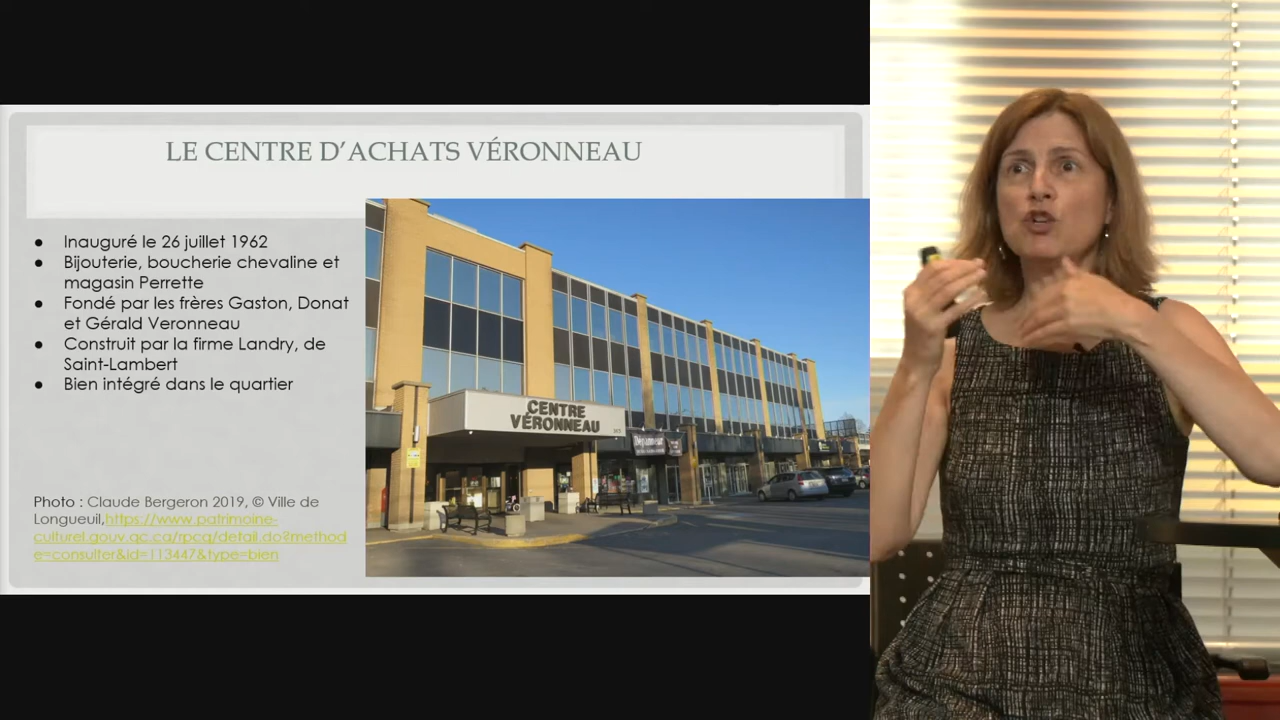 LE CENTRE D'ACHATS VÉRONNEAU
● Inauguré le 26 juillet 1962
● Bijouterie, boucherie chevaline et
magasin Perrette
● Fondé par les frères Gaston, Donat
et Gérald Veronneau
● Construit par la firme Landry, de
Saint-Lambert
● Bien intégré dans le quartier
CENTRE
VÉRONNEAU
Dépanneur
Photo : Claude Bergeron 2019, © Ville de
Longueuil,https://www.patrimoine-
culturel.gouv.qc.ca/rpcq/detail.do?method
e=consulter&id=113447&type=bien